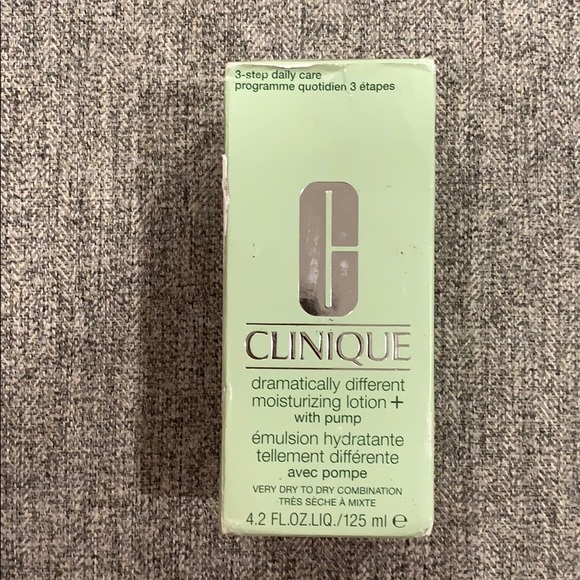 3-step daily care
programme quotidien 3 étapes
C
CLINIQUE
dramatically different
moisturizing lotion +
with pump
émulsion hydratante
tellement différente
avec pompe
VERY DRY TO DRY COMBINATION
TRÈS SÈCHE À MIXTE
4.2 FL.OZ.LIQ./125 ml ℮